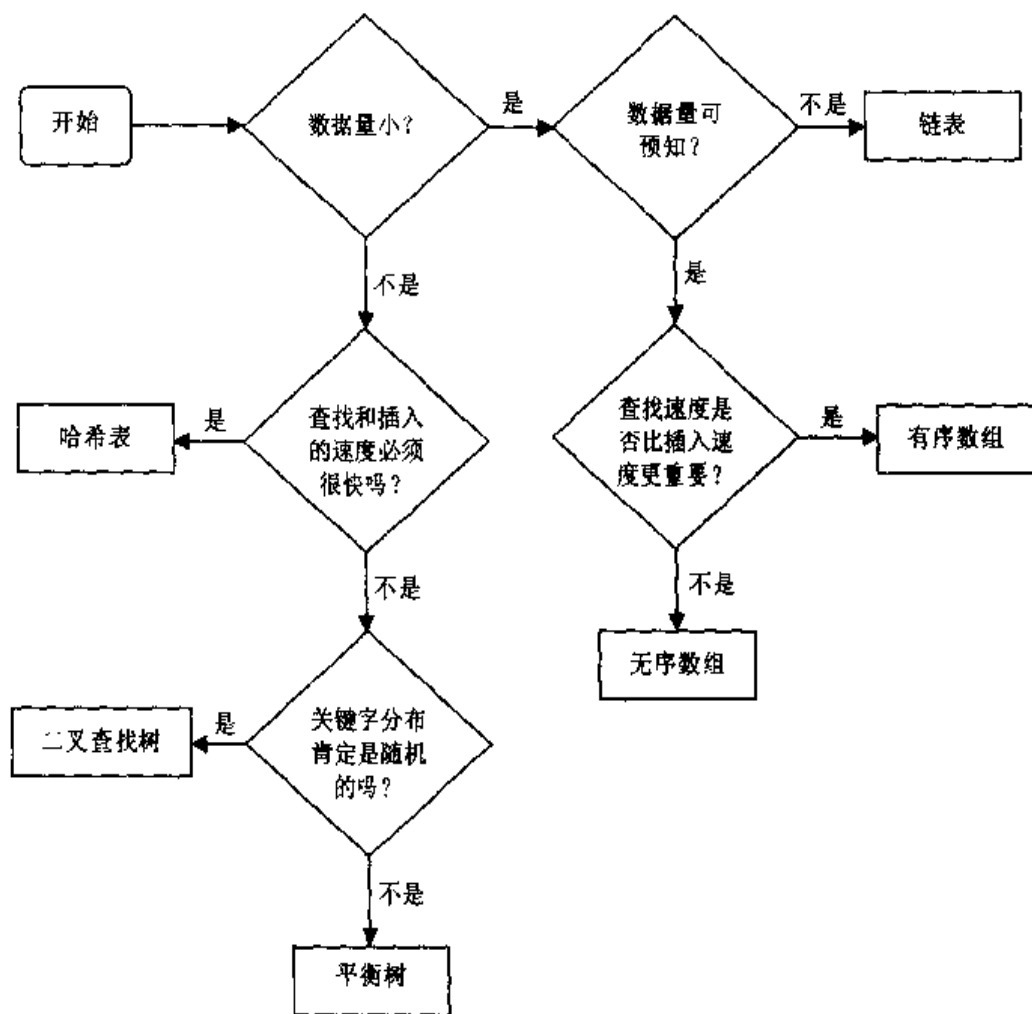 开始
数据量小？
是
数据量可
预知？
不是
链表
不是
是
哈希表
是
查找和插入
的速度必须
很快吗？
查找速度是
否比插入速
度更重要？
是
有序数组
不是
不是
无序数组
二叉查找树
是
关键字分布
肯定是随机
的吗？
不是
平衡树